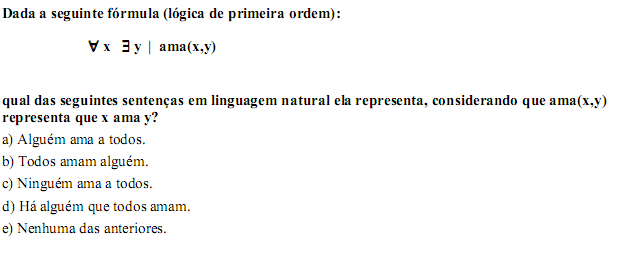 Dada a seguinte fórmula (lógica de primeira ordem):
∀ x ∃ y | ama(x,y)
qual das seguintes sentenças em linguagem natural ela representa, considerando que ama(x,y)
representa que x ama y?
a) Alguém ama a todos.
b) Todos amam alguém.
c) Ninguém ama a todos.
d) Há alguém que todos amam.
e) Nenhuma das anteriores.